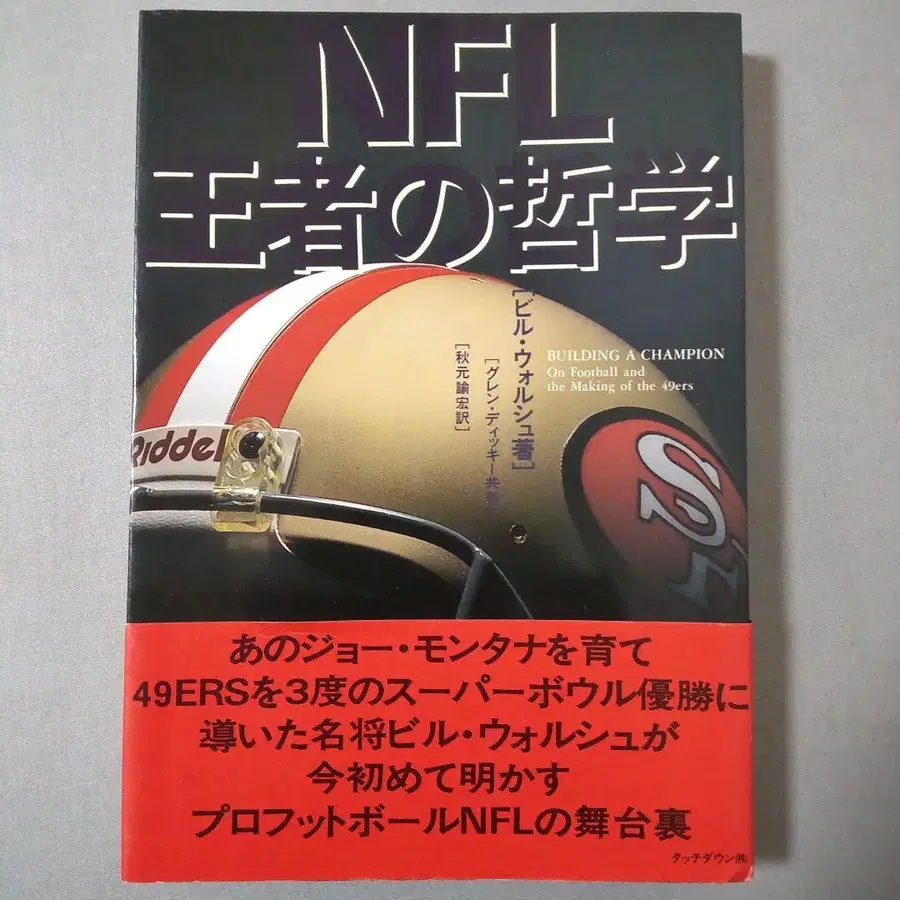 NFL
王者の哲学
[ビル・ウォルシュ著]
[グレン・ディッキー共著]
[秋元諭宏訳]
BUILDING A CHAMPION
On Football and
the Making of the 49ers
Riddell
SF
あのジョー・モンタナを育て
49ERSを3度のスーパーボウル優勝に
導いた名将ビル・ウォルシュが
今初めて明かす
プロフットボールNFLの舞台裏
タッチダウン㈱